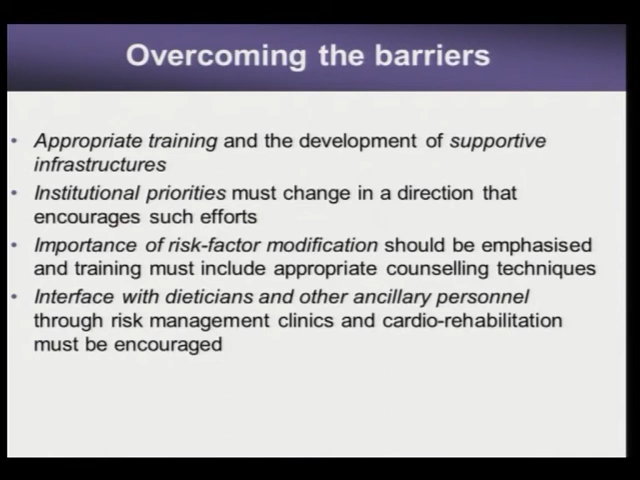 Overcoming the barriers
• Appropriate training and the development of supportive
infrastructures
• Institutional priorities must change in a direction that
encourages such efforts
• Importance of risk-factor modification should be emphasised
and training must include appropriate counselling techniques
• Interface with dieticians and other ancillary personnel
through risk management clinics and cardio-rehabilitation
must be encouraged